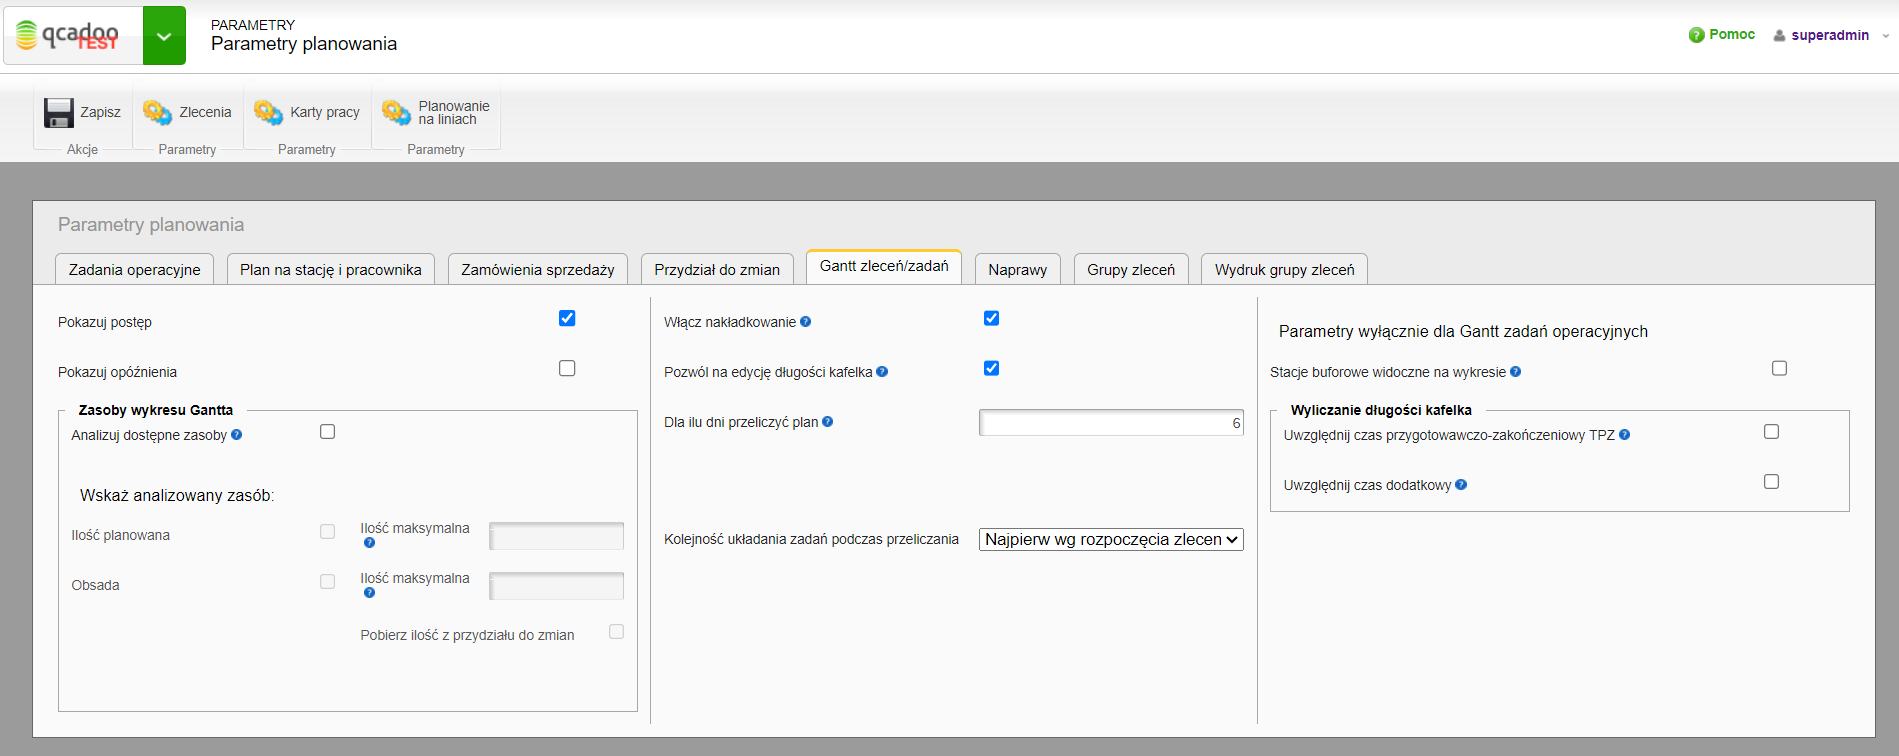 qcadoo
TEST
PARAMETRY
Parametry planowania
Pomoc
superadmin
Zapisz
Zlecenia
Karty pracy
Planowanie
na liniach
Akcje
Parametry
Parametry
Parametry
Parametry planowania
Zadania operacyjne
Plan na stację i pracownika
Zamówienia sprzedaży
Przydział do zmian
Gantt zleceń/zadań
Naprawy
Grupy zleceń
Wydruk grupy zleceń
Pokazuj postęp
Pokazuj opóźnienia
Zasoby wykresu Gantta
Analizuj dostępne zasoby
Wskaż analizowany zasób:
Ilość planowana
Ilość maksymalna
Obsada
Ilość maksymalna
Pobierz ilość z przydziału do zmian
Włącz nakładkowanie
Pozwól na edycję długości kafelka
Dla ilu dni przeliczyć plan
6
Kolejność układania zadań podczas przeliczania
Najpierw wg rozpoczęcia zlecen
Parametry wyłącznie dla Gantt zadań operacyjnych
Stacje buforowe widoczne na wykresie
Wyliczanie długości kafelka
Uwzględnij czas przygotowawczo-zakończeniowy TPZ
Uwzględnij czas dodatkowy